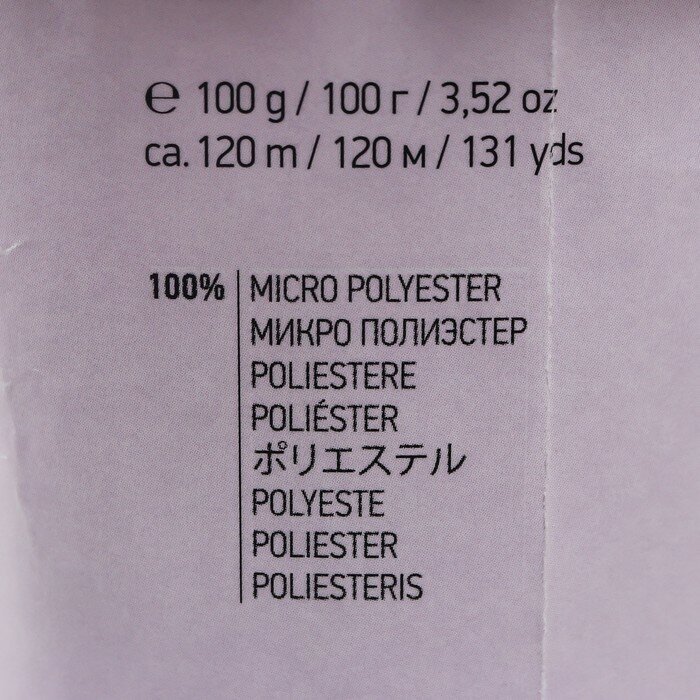 ℮ 100 g / 100 г / 3,52 oz
ca. 120 m / 120 м / 131 yds
100% MICRO POLYESTER
МИКРО ПОЛИЭСТЕР
POLIESTERE
POLIÉSTER
ポリエステル
POLYESTE
POLIESTER
POLIESTERIS